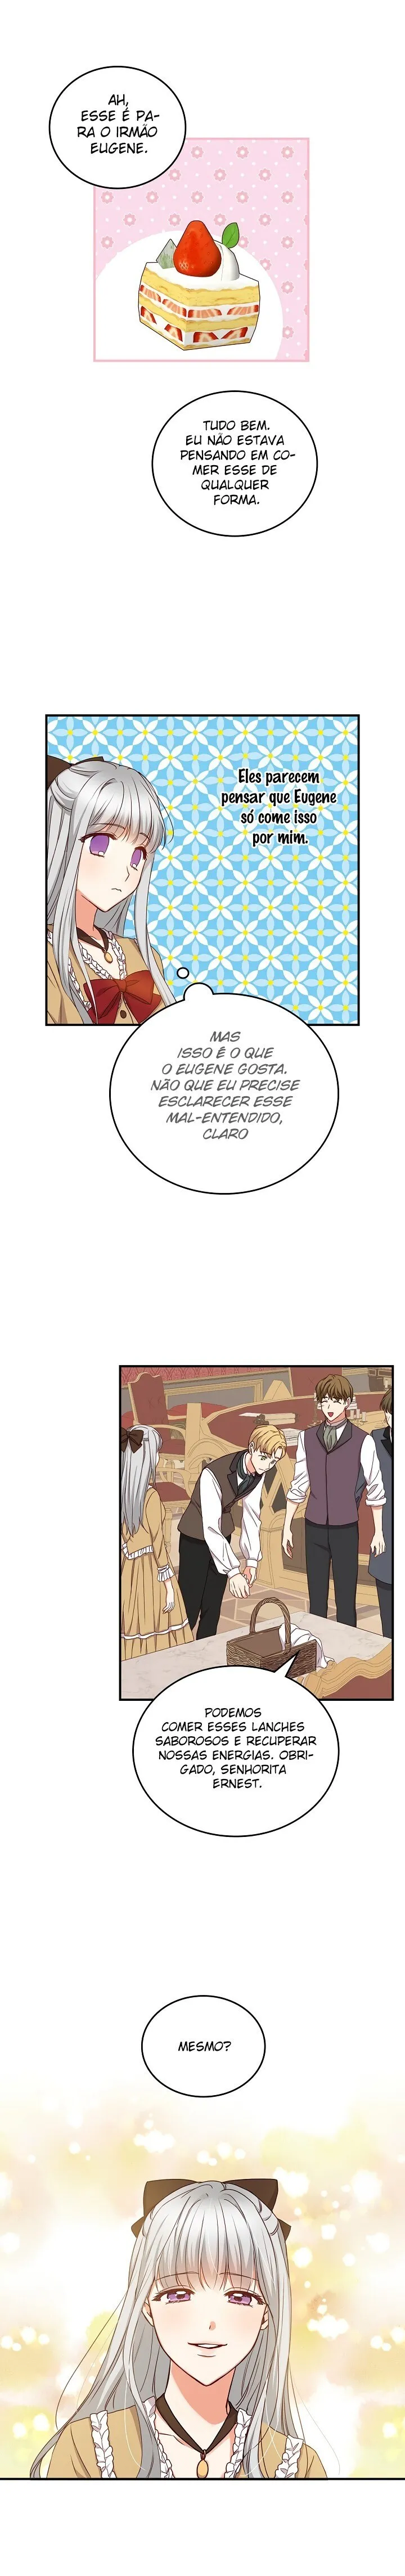 AH,
ESSE É PA-
RA O IRMÃO
EUGENE.
TUDO BEM.
EU NÃO ESTAVA
PENSANDO EM CO-
MER ESSE DE
QUALQUER
FORMA.
Eles parecem
pensar que Eugene
só come isso
por mim.
MAS
ISSO É O QUE
O EUGENE GOSTA.
NÃO QUE EU PRECISE
ESCLARECER ESSE
MAL-ENTENDIDO,
CLARO
PODEMOS
COMER ESSES LANCHES
SABOROSOS E RECUPERAR
NOSSAS ENERGIAS. OBRI-
GADO, SENHORITA
ERNEST.
MESMO?